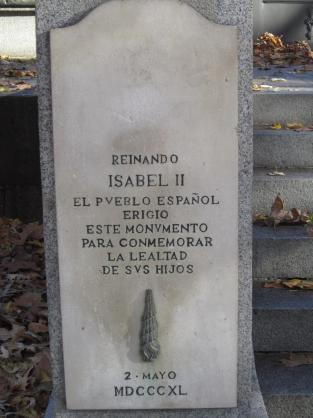 REINANDO
ISABEL II
EL PVEBLO ESPAÑOL
ERIGIO
ESTE MONVMENTO
PARA CONMEMORAR
LA LEALTAD
DE SVS HIJOS
2 · MAYO
MDCCCXL